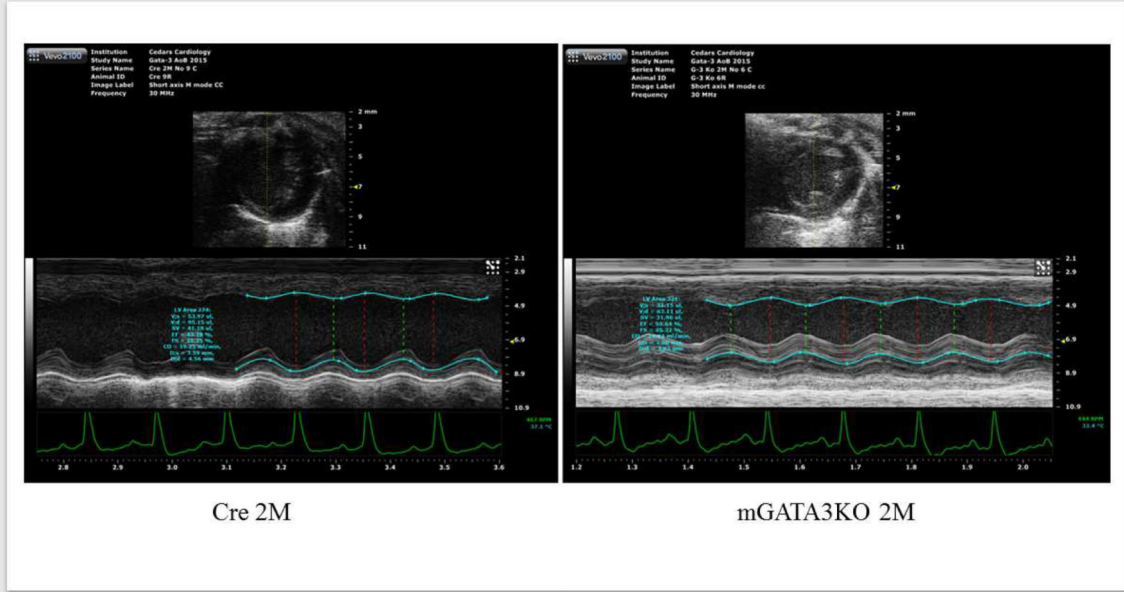 Vevo2100
Institution Cedars Cardiology
Study Name Gata-3 AoB 2015
Series Name Cre 2M No 9 C
Animal ID Cre 9R
Image Label Short axis M mode CC
Frequency 30 MHz
2 mm
3
5
7
9
11
2.1
2.9
4.9
6.9
8.9
10.9
37.1 °C
2.8 2.9 3.0 3.1 3.2 3.3 3.4 3.5 3.6
Vevo2100
Institution Cedars Cardiology
Study Name Gata-3 AoB 2015
Series Name G-3 Ko 2M No 6 C
Animal ID G-3 Ko 6R
Image Label Short axis M mode cc
Frequency 30 MHz
2 mm
3
5
7
9
11
2.1
2.9
4.9
6.9
8.9
10.9
1.2 1.3 1.4 1.5 1.6 1.7 1.8 1.9 2.0
Cre 2M
mGATA3KO 2M